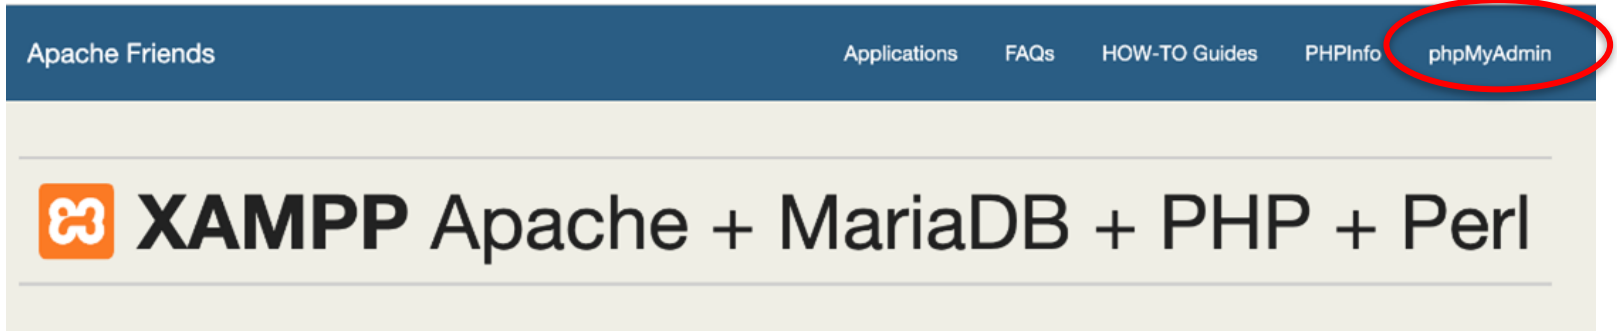 Apache Friends Applications FAQs HOW-TO Guides PHPInfo phpMyAdmin
XAMPP Apache + MariaDB + PHP + Perl